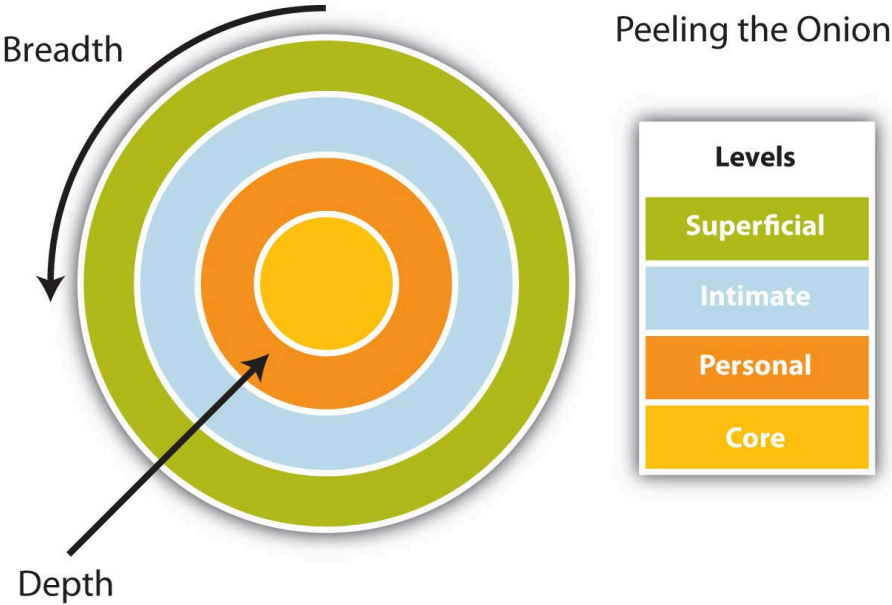 Peeling the Onion
Breadth
Levels
Superficial
Intimate
Personal
Core
Depth